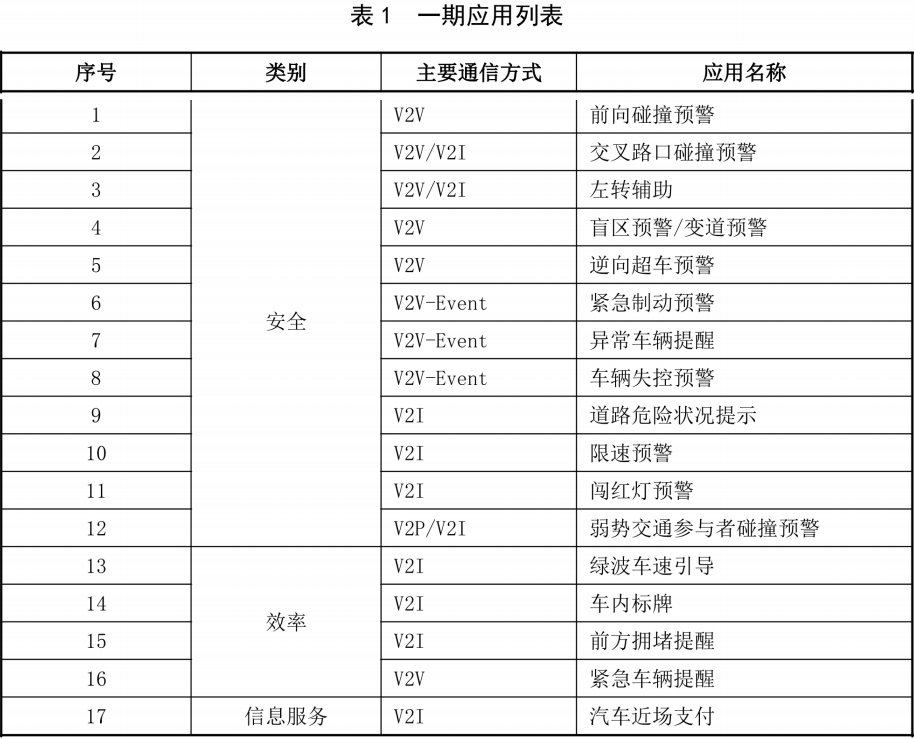 表1 一期应用列表
序号 类别 主要通信方式 应用名称
1 V2V 前向碰撞预警
2 V2V/V2I 交叉路口碰撞预警
3 V2V/V2I 左转辅助
4 V2V 盲区预警/变道预警
5 V2V 逆向超车预警
6 V2V-Event 紧急制动预警
安全
7 V2V-Event 异常车辆提醒
8 V2V-Event 车辆失控预警
9 V2I 道路危险状况提示
10 V2I 限速预警
11 V2I 闯红灯预警
12 V2P/V2I 弱势交通参与者碰撞预警
13 V2I 绿波车速引导
14 V2I 车内标牌
效率
15 V2I 前方拥堵提醒
16 V2V 紧急车辆提醒
17 信息服务 V2I 汽车近场支付